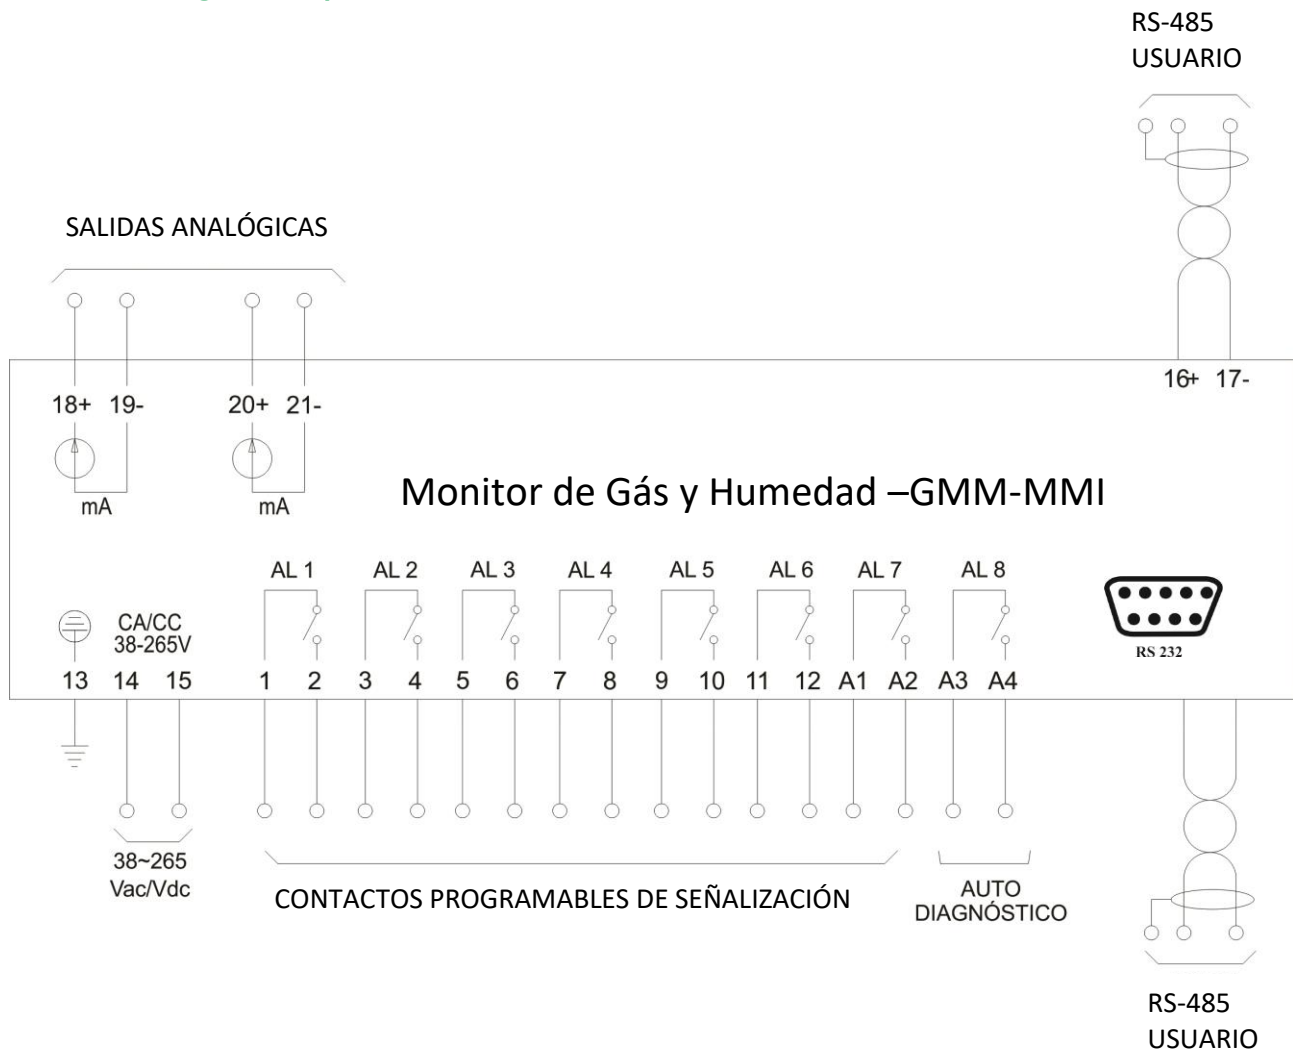 RS-485
USUARIO
SALIDAS ANALÓGICAS
16+ 17-
18+ 19- 20+ 21-
mA mA
Monitor de Gás y Humedad –GMM-MMI
AL 1 AL 2 AL 3 AL 4 AL 5 AL 6 AL 7 AL 8
CA/CC
38-265V
RS 232
13 14 15 1 2 3 4 5 6 7 8 9 10 11 12 A1 A2 A3 A4
38~265
Vac/Vdc
CONTACTOS PROGRAMABLES DE SEÑALIZACIÓN
AUTO
DIAGNÓSTICO
RS-485
USUARIO